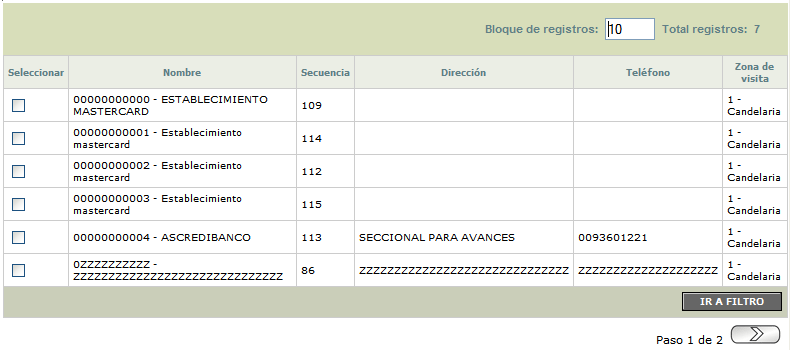 Bloque de registros: 10 Total registros: 7
Seleccionar Nombre Secuencia Dirección Teléfono Zona de visita
00000000000 - ESTABLECIMIENTO MASTERCARD 109 1 - Candelaria
00000000001 - Establecimiento mastercard 114 1 - Candelaria
00000000002 - Establecimiento mastercard 112 1 - Candelaria
00000000003 - Establecimiento mastercard 115 1 - Candelaria
00000000004 - ASCREDIBANCO 113 SECCIONAL PARA AVANCES 0093601221 1 - Candelaria
0ZZZZZZZZZZ - ZZZZZZZZZZZZZZZZZZZZZZZZZZZZZZ 86 ZZZZZZZZZZZZZZZZZZZZZZZZZZZZZZ ZZZZZZZZZZZZZZZZZZZZ 1 - Candelaria
IR A FILTRO
Paso 1 de 2